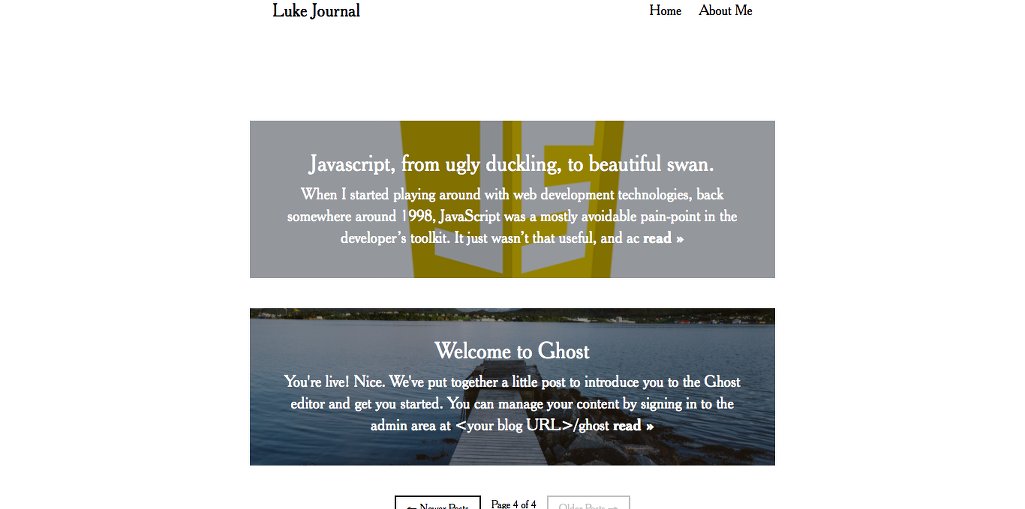 Luke Journal
Home About Me
JS
Javascript, from ugly duckling, to beautiful swan.
When I started playing around with web development technologies, back
somewhere around 1998, JavaScript was a mostly avoidable pain-point in the
developer’s toolkit. It just wasn’t that useful, and ac read »
Welcome to Ghost
You're live! Nice. We've put together a little post to introduce you to the Ghost
editor and get you started. You can manage your content by signing in to the
admin area at <your blog URL>/ghost read »
← Newer Posts Page 4 of 4 Older Posts →